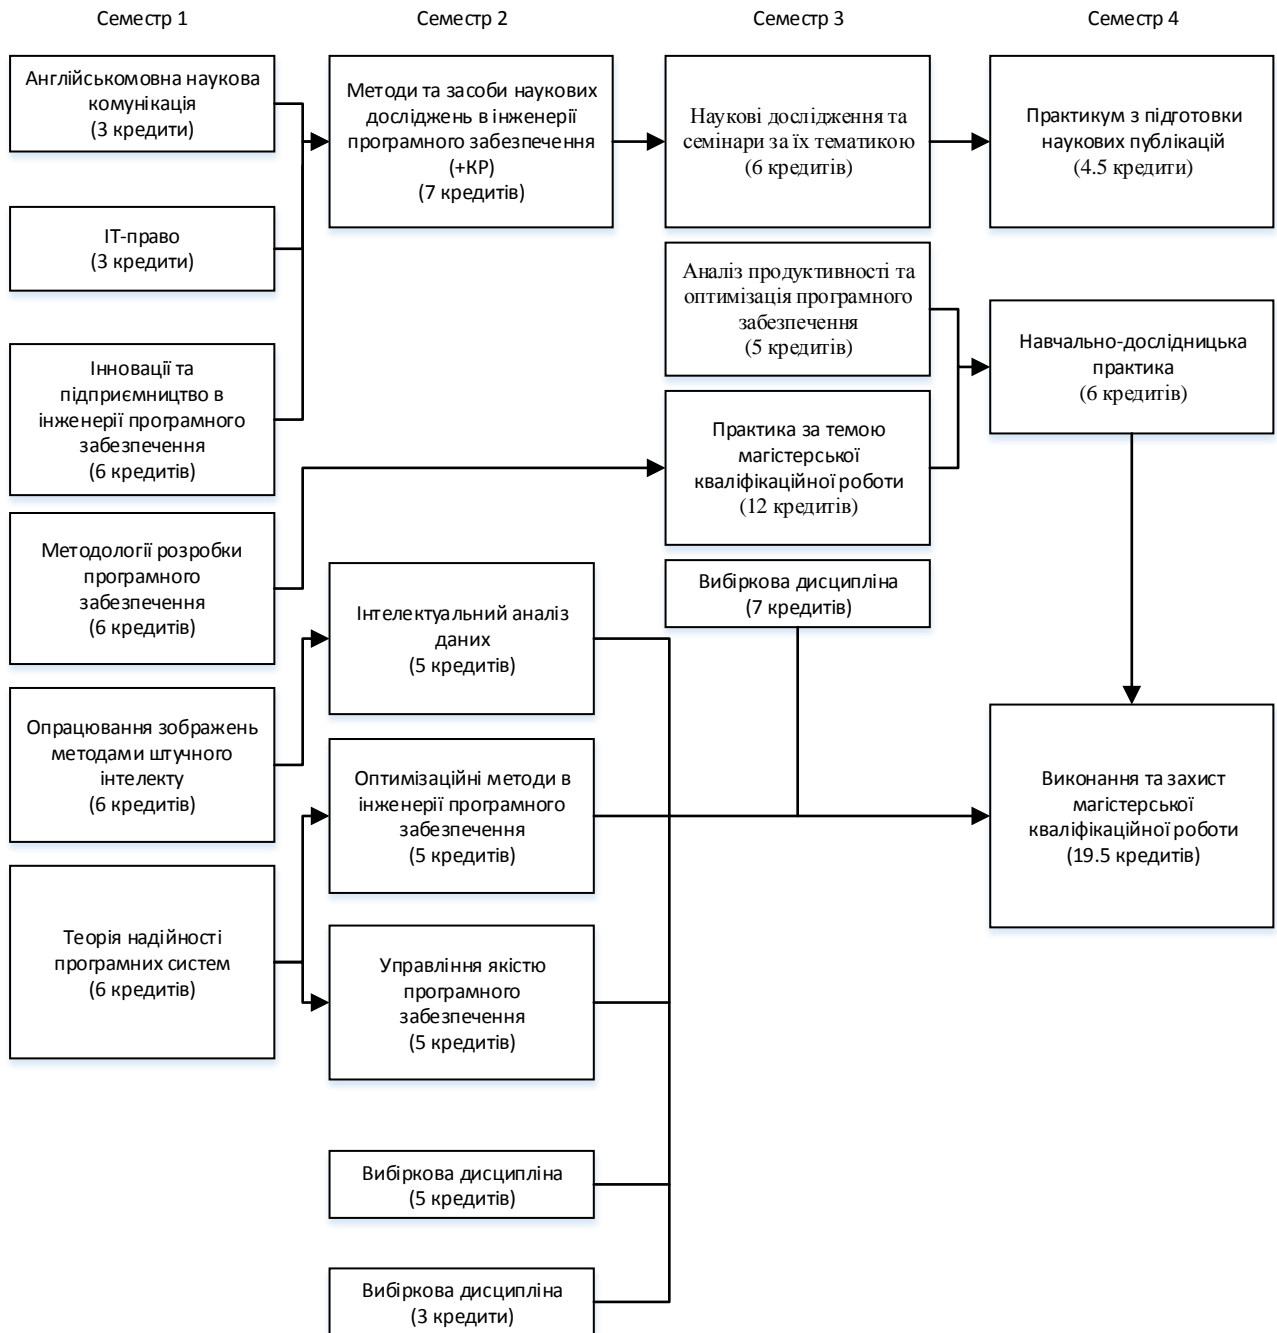 Семестр 1
Семестр 2
Семестр 3
Семестр 4
Англійськомовна наукова
комунікація
(3 кредити)
ІТ-право
(3 кредити)
Інновації та
підприємництво в
інженерії програмного
забезпечення
(6 кредитів)
Методології розробки
програмного
забезпечення
(6 кредитів)
Опрацювання зображень
методами штучного
інтелекту
(6 кредитів)
Теорія надійності
програмних систем
(6 кредитів)
Методи та засоби наукових
досліджень в інженерії
програмного забезпечення
(+КР)
(7 кредитів)
Інтелектуальний аналіз
даних
(5 кредитів)
Оптимізаційні методи в
інженерії програмного
забезпечення
(5 кредитів)
Управління якістю
програмного
забезпечення
(5 кредитів)
Вибіркова дисципліна
(5 кредитів)
Вибіркова дисципліна
(3 кредити)
Наукові дослідження та
семінари за їх тематикою
(6 кредитів)
Аналіз продуктивності та
оптимізація програмного
забезпечення
(5 кредитів)
Практика за темою
магістерської
кваліфікаційної роботи
(12 кредитів)
Вибіркова дисципліна
(7 кредитів)
Практикум з підготовки
наукових публікацій
(4.5 кредити)
Навчально-дослідницька
практика
(6 кредитів)
Виконання та захист
магістерської
кваліфікаційної роботи
(19.5 кредитів)